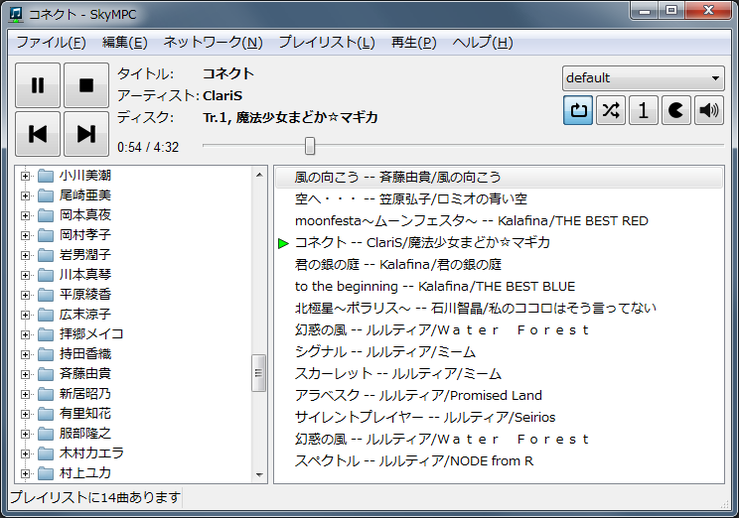 コネクト - SkyMPC
ファイル(F) 編集(E) ネットワーク(N) プレイリスト(L) 再生(P) ヘルプ(H)
タイトル: コネクト
アーティスト: ClariS
ディスク: Tr.1, 魔法少女まどか☆マギカ
0:54 / 4:32
default
1
小川美潮
尾崎亜美
岡本真夜
岡村孝子
岩男潤子
川本真琴
平原綾香
広末涼子
拝郷メイコ
持田香織
斉藤由貴
新居昭乃
有里知花
服部隆之
木村カエラ
村上ユカ
風の向こう -- 斉藤由貴/風の向こう
空へ・・・ -- 笠原弘子/ロミオの青い空
moonfesta～ムーンフェスタ～ -- Kalafina/THE BEST RED
コネクト -- ClariS/魔法少女まどか☆マギカ
君の銀の庭 -- Kalafina/君の銀の庭
to the beginning -- Kalafina/THE BEST BLUE
北極星～ポラリス～ -- 石川智晶/私のココロはそう言ってない
幻惑の風 -- ルルティア/Ｗａｔｅｒ　Ｆｏｒｅｓｔ
シグナル -- ルルティア/ミーム
スカーレット -- ルルティア/ミーム
アラベスク -- ルルティア/Promised Land
サイレントプレイヤー -- ルルティア/Seirios
幻惑の風 -- ルルティア/Ｗａｔｅｒ　Ｆｏｒｅｓｔ
スペクトル -- ルルティア/NODE from R
プレイリストに14曲あります